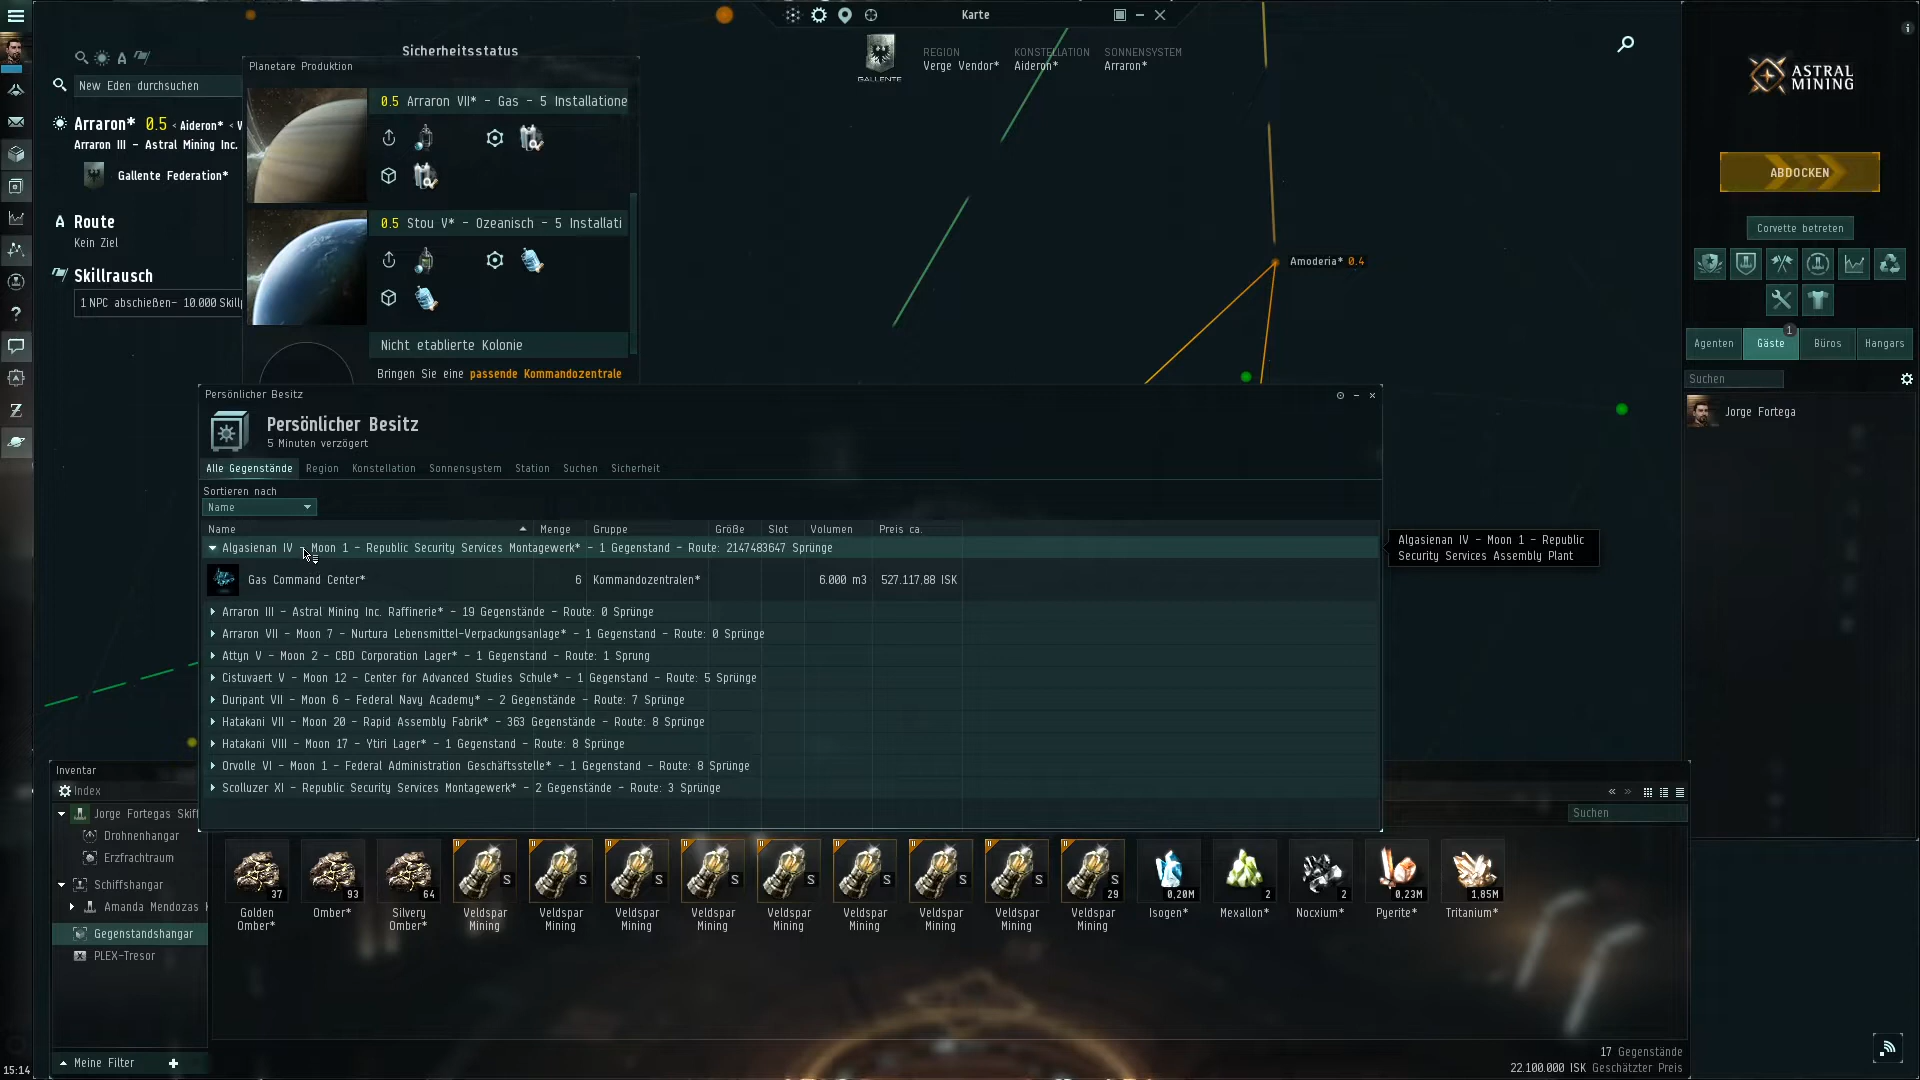 Karte
Sicherheitsstatus
Planetare Produktion
REGION
Verge Vendor*
KONSTELLATION
Aideron*
SONNENSYSTEM
Arraron*
GALLENTE
New Eden durchsuchen
Arraron* 0.5 < Aideron* <
Arraron III - Astral Mining Inc.
Gallente Federation*
Route
Kein Ziel
Skillrausch
1 NPC abschießen- 10.000
0.5 Arraron VII* - Gas - 5 Installatione
0.5 Stou V* - Ozeanisch - 5 Installati
Nicht etablierte Kolonie
Bringen Sie eine passende Kommandozentrale
Amoderia* 0.4
ASTRAL
MINING
ABDOCKEN
Corvette betreten
1
Agenten
Gäste
Büros
Hangars
Suchen
Jorge Fortega
Persönlicher Besitz
Persönlicher Besitz
5 Minuten verzögert
Alle Gegenstände
Region
Konstellation
Sonnensystem
Station
Suchen
Sicherheit
Sortieren nach
Name
Name
Menge
Gruppe
Größe
Slot
Volumen
Preis ca.
Algasienan IV - Moon 1 - Republic Security Services Montagewerk* - 1 Gegenstand - Route: 2147483647 Sprünge
Gas Command Center* 6 Kommandozentralen* 6.000 m3 527.117,88 ISK
Arraron III - Astral Mining Inc. Raffinerie* - 19 Gegenstände - Route: 0 Sprünge
Arraron VII - Moon 7 - Nurtura Lebensmittel-Verpackungsanlage* - 1 Gegenstand - Route: 0 Sprünge
Attyn V - Moon 2 - CBD Corporation Lager* - 1 Gegenstand - Route: 1 Sprung
Cistuvaert V - Moon 12 - Center for Advanced Studies Schule* - 1 Gegenstand - Route: 5 Sprünge
Duripant VII - Moon 6 - Federal Navy Academy* - 2 Gegenstände - Route: 7 Sprünge
Hatakani VII - Moon 20 - Rapid Assembly Fabrik* - 363 Gegenstände - Route: 8 Sprünge
Hatakani VIII - Moon 17 - Ytiri Lager* - 1 Gegenstand - Route: 8 Sprünge
Orvolle VI - Moon 1 - Federal Administration Geschäftsstelle* - 1 Gegenstand - Route: 8 Sprünge
Scolluzer XI - Republic Security Services Montagewerk* - 2 Gegenstände - Route: 3 Sprünge
Algasienan IV - Moon 1 - Republic
Security Services Assembly Plant
Inventar
Index
Jorge Fortegas Skif
Drohnenhangar
Erzfrachtraum
Schiffshangar
Amanda Mendozas
Gegenstandshangar
PLEX-Tresor
Meine Filter
Suchen
37
93
64
S
S
S
S
S
S
S
S
S
29
0,20M
2
2
0,23M
1,85M
Golden
Omber*
Omber*
Silvery
Omber*
Veldspar
Mining
Veldspar
Mining
Veldspar
Mining
Veldspar
Mining
Veldspar
Mining
Veldspar
Mining
Veldspar
Mining
Veldspar
Mining
Veldspar
Mining
Isogen*
Mexallon*
Nocxium*
Pyerite*
Tritanium*
17 Gegenstände
22.100.000 ISK Geschätzter Preis
15:14